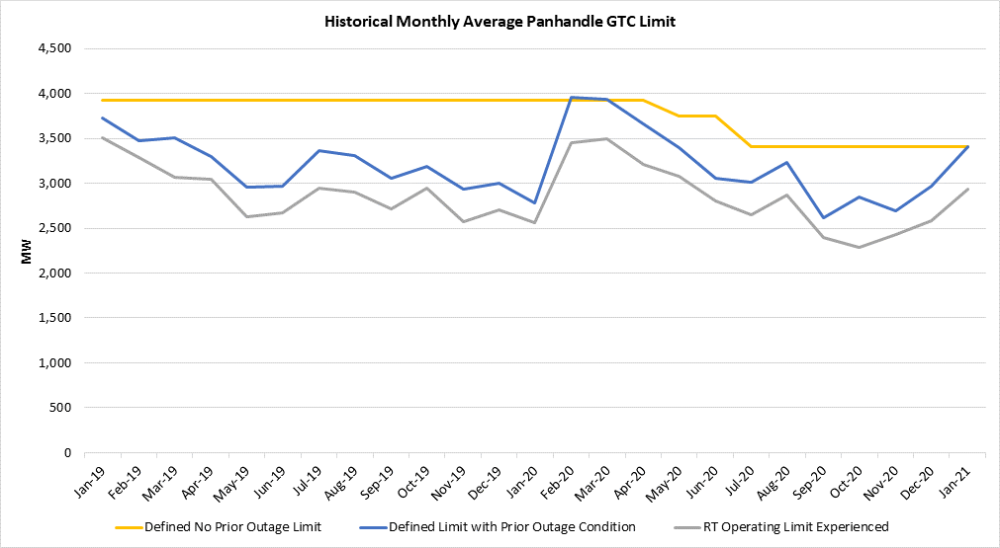 Historical Monthly Average Panhandle GTC Limit
4,500
4,000
3,500
3,000
2,500
2,000
1,500
1,000
500
0
MW
Jan-19
Feb-19
Mar-19
Apr-19
May-19
Jun-19
Jul-19
Aug-19
Sep-19
Oct-19
Nov-19
Dec-19
Jan-20
Feb-20
Mar-20
Apr-20
May-20
Jun-20
Jul-20
Aug-20
Sep-20
Oct-20
Nov-20
Dec-20
Jan-21
Defined No Prior Outage Limit
Defined Limit with Prior Outage Condition
RT Operating Limit Experienced